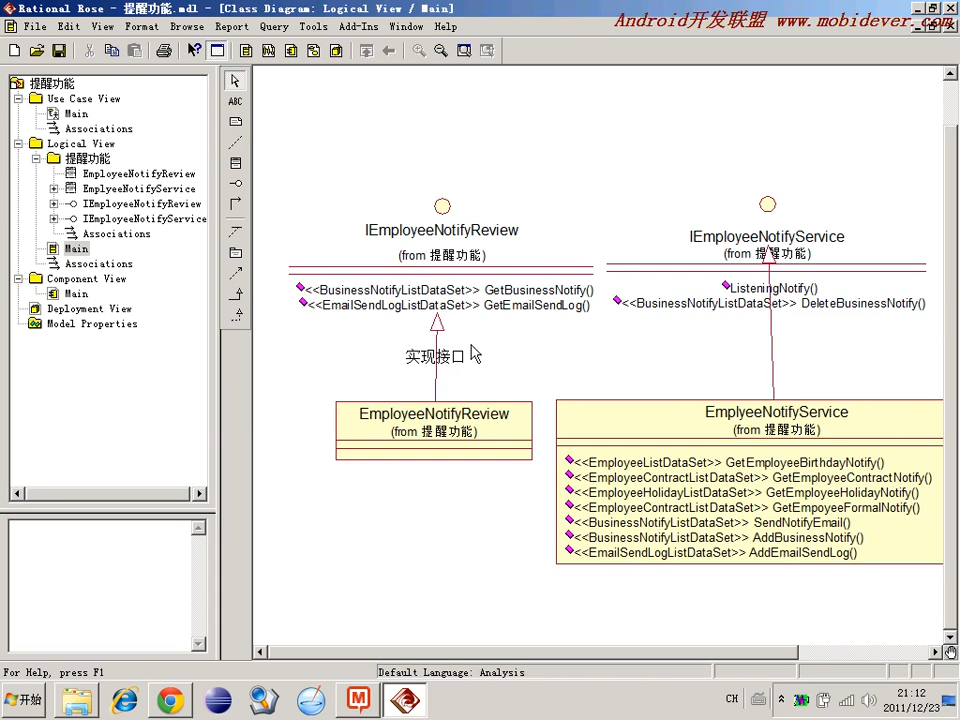 Rational Rose - 提醒功能.mdl - [Class Diagram: Logical View / Main]
Android开发联盟 www.mobidever.com
File Edit View Format Browse Report Query Tools Add-Ins Window Help
ABC
提醒功能
Use Case View
Main
Associations
Logical View
提醒功能
EmployeeNotifyReview
EmplyeeNotifyService
IEmployeeNotifyReview
IEmployeeNotifyService
Associations
Main
Associations
Component View
Main
Deployment View
Model Properties
IEmployeeNotifyReview
(from 提醒功能)
<<BusinessNotifyListDataSet>> GetBusinessNotify()
<<EmailSendLogListDataSet>> GetEmailSendLog()
实现接口
EmployeeNotifyReview
(from 提醒功能)
IEmployeeNotifyService
(from 提醒功能)
ListeningNotify()
<<BusinessNotifyListDataSet>> DeleteBusinessNotify()
EmplyeeNotifyService
(from 提醒功能)
<<EmployeeListDataSet>> GetEmployeeBirthdayNotify()
<<EmployeeContractListDataSet>> GetEmployeeContractNotify()
<<EmployeeHolidayListDataSet>> GetEmployeeHolidayNotify()
<<EmployeeContractListDataSet>> GetEmpoyeeFormalNotify()
<<BusinessNotifyListDataSet>> SendNotifyEmail()
<<BusinessNotifyListDataSet>> AddBusinessNotify()
<<EmailSendLogListDataSet>> AddEmailSendLog()
For Help, press F1
Default Language: Analysis
开始
CH
21:12
2011/12/23